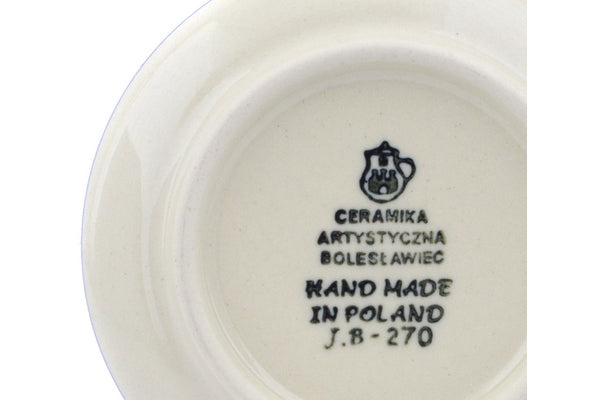 CERAMIKA
ARTYSTYCZNA
BOLESŁAWIEC
HAND MADE
IN POLAND
J.B-270